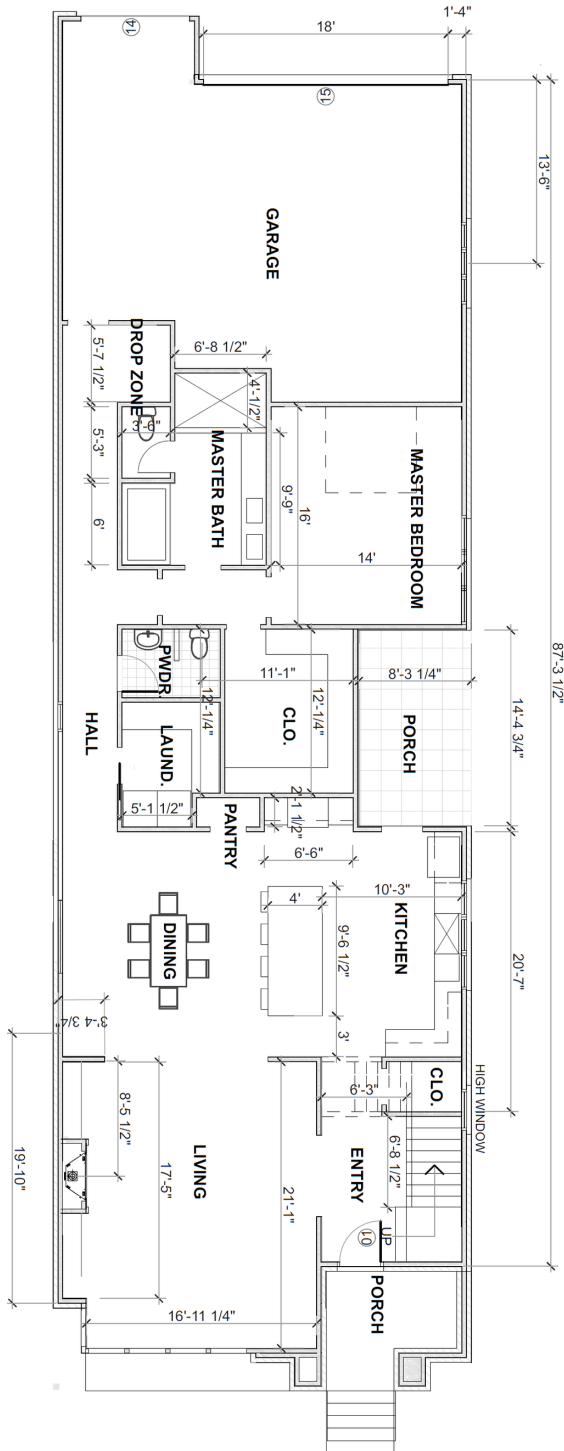 1'-4"
18'
14
15
13'-6"
GARAGE
DROP ZONE
5'-7 1/2"
6'-8 1/2"
4'-1/2"
3'-6"
5'-3"
MASTER BATH
9'-9"
16'
MASTER BEDROOM
14'
6'
87'-3 1/2"
PWDR.
11'-1"
8'-3 1/4"
14'-4 3/4"
12'-1/4"
12'-1/4"
CLO.
PORCH
HALL
LAUND.
5'-1 1/2"
PANTRY
2'-1 1/2"
6'-6"
10'-3"
4'
KITCHEN
9'-6 1/2"
DINING
20'-7"
3'
3'-4 3/4
HIGH WINDOW
CLO.
6'-3"
8'-5 1/2"
6'-8 1/2"
LIVING
ENTRY
17'-5"
19'-10"
21'-1"
UP
01
PORCH
16'-11 1/4"